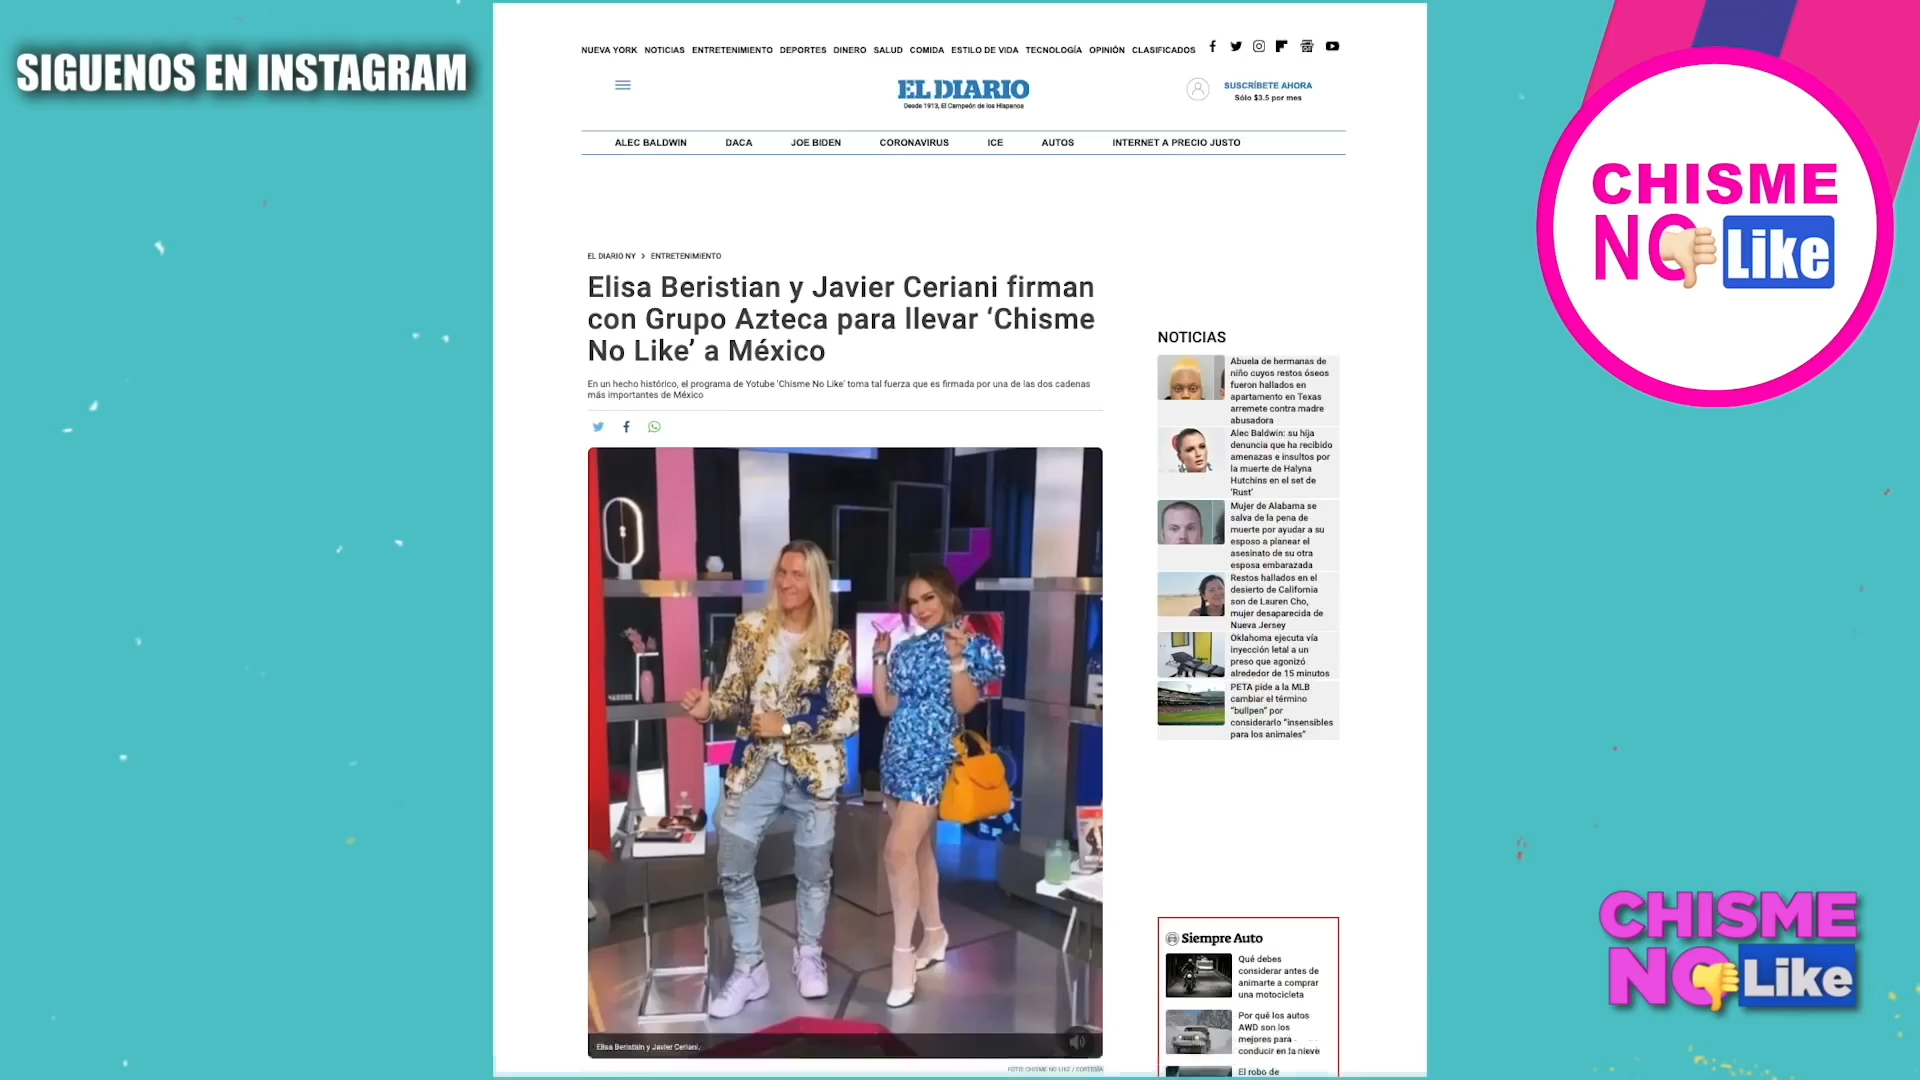 SIGUENOS EN INSTAGRAM
NUEVA YORK NOTICIAS ENTRETENIMIENTO DEPORTES DINERO SALUD COMIDA ESTILO DE VIDA TECNOLOGÍA OPINIÓN CLASIFICADOS
EL DIARIO
Desde 1913, El Campeón de los Hispanos
SUSCRÍBETE AHORA
Sólo $3.5 por mes
ALEC BALDWIN DACA JOE BIDEN CORONAVIRUS ICE AUTOS INTERNET A PRECIO JUSTO
CHISME
NO Like
EL DIARIO NY > ENTRETENIMIENTO
Elisa Beristian y Javier Ceriani firman
con Grupo Azteca para llevar ‘Chisme
No Like’ a México
En un hecho histórico, el programa de Yotube 'Chisme No Like' toma tal fuerza que es firmada por una de las dos cadenas
más importantes de México
Elisa Beristain y Javier Ceriani.
FOTO: CHISME NO LIKE / CORTESÍA
NOTICIAS
Abuela de hermanas de
niño cuyos restos óseos
fueron hallados en
apartamento en Texas
arremete contra madre
abusadora
Alec Baldwin: su hija
denuncia que ha recibido
amenazas e insultos por
la muerte de Halyna
Hutchins en el set de
‘Rust’
Mujer de Alabama se
salva de la pena de
muerte por ayudar a su
esposo a planear el
asesinato de su otra
esposa embarazada
Restos hallados en el
desierto de California
son de Lauren Cho,
mujer desaparecida de
Nueva Jersey
Oklahoma ejecuta vía
inyección letal a un
preso que agonizó
alrededor de 15 minutos
PETA pide a la MLB
cambiar el término
“bullpen” por
considerarlo “insensibles
para los animales”
Siempre Auto
Qué debes
considerar antes de
animarte a comprar
una motocicleta
Por qué los autos
AWD son los
mejores para
conducir en la nieve
El robo de
CHISME
NO Like